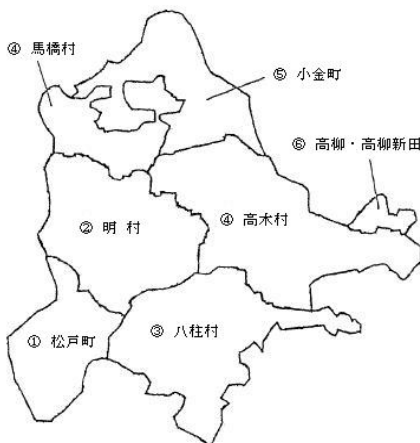 ④ 馬橋村
⑤ 小金町
⑥ 高柳・高柳新田
② 明 村
④ 高木村
③ 八柱村
① 松戸町